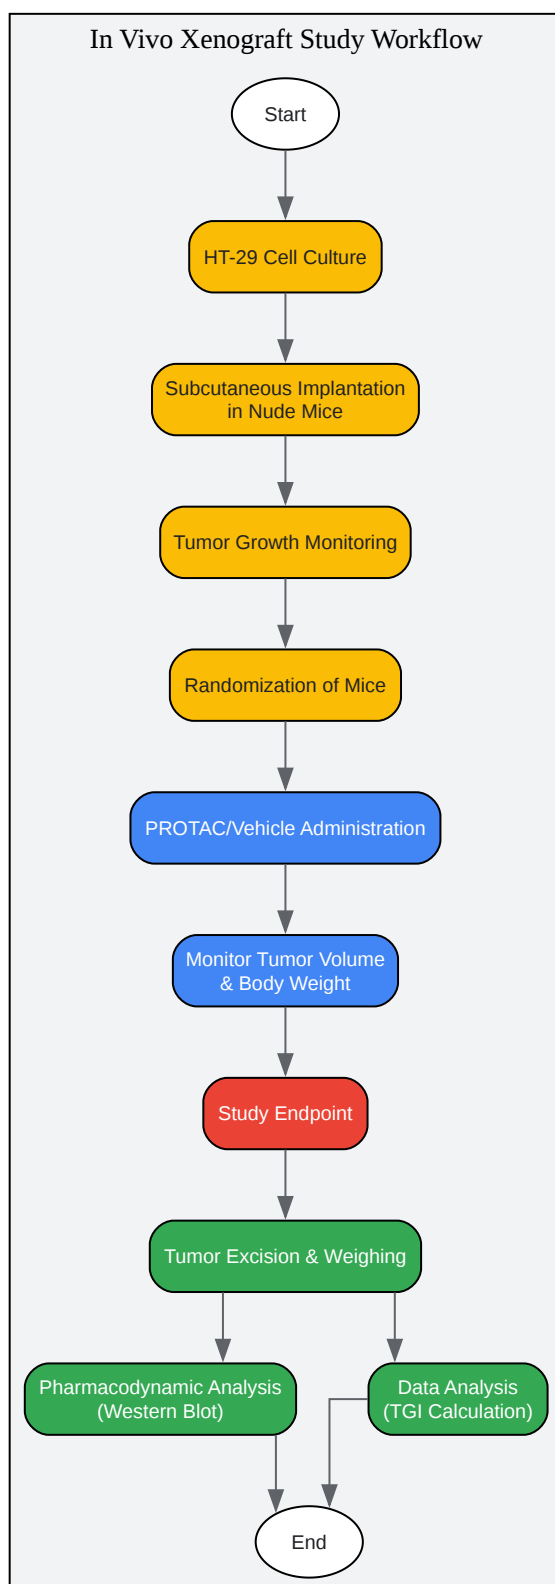 In Vivo Xenograft Study Workflow
Start
HT-29 Cell Culture
Subcutaneous Implantation
in Nude Mice
Tumor Growth Monitoring
Randomization of Mice
PROTAC/Vehicle Administration
Monitor Tumor Volume
& Body Weight
Study Endpoint
Tumor Excision & Weighing
Pharmacodynamic Analysis
(Western Blot)
Data Analysis
(TGI Calculation)
End